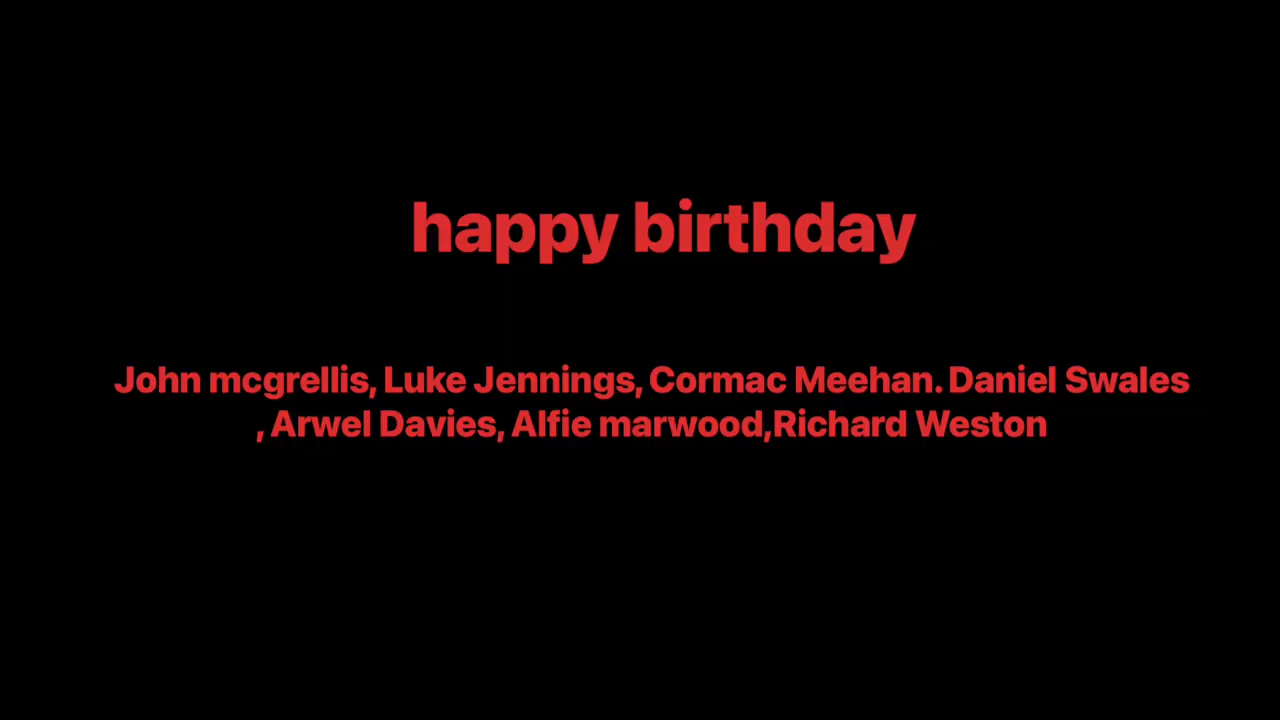 happy birthday
John mcgrellis, Luke Jennings, Cormac Meehan. Daniel Swales
, Arwel Davies, Alfie marwood,Richard Weston